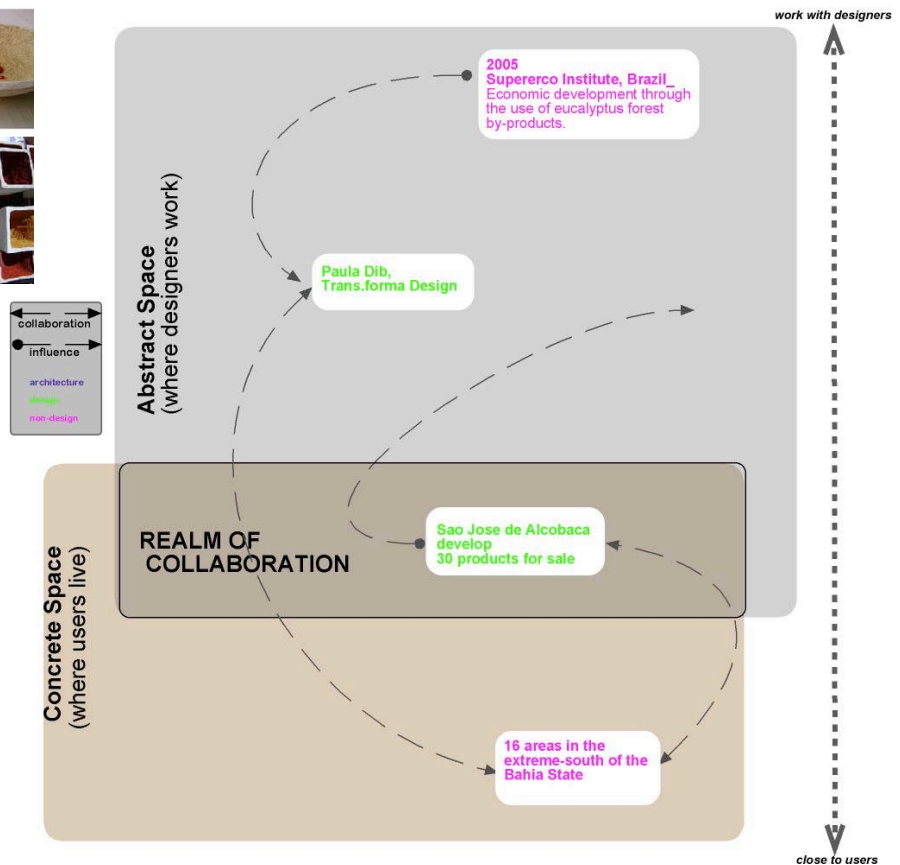 work with designers
2005
Supererco Institute, Brazil_
Economic development through
the use of eucalyptus forest
by-products.
Abstract Space
(where designers work)
Paula Dib,
Trans.forma Design
collaboration
influence
architecture
design
non-design
REALM OF
COLLABORATION
Sao Jose de Alcobaca
develop
30 products for sale
Concrete Space
(where users live)
16 areas in the
extreme-south of the
Bahia State
close to users